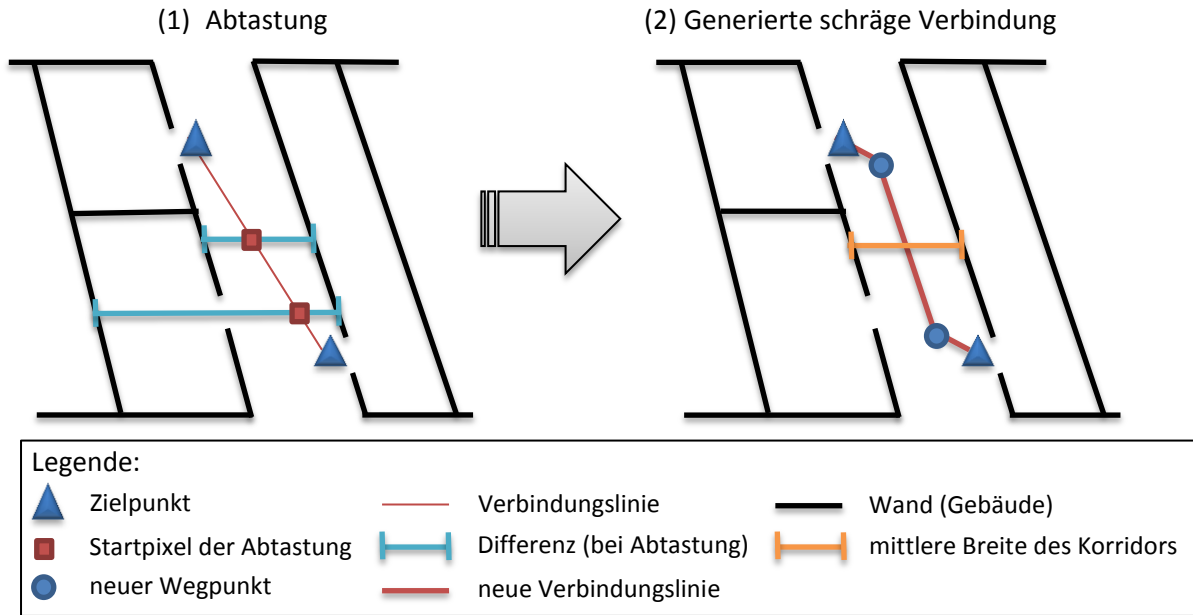 (1) Abtastung
(2) Generierte schräge Verbindung
Legende:
Zielpunkt
Verbindungslinie
Wand (Gebäude)
Startpixel der Abtastung
Differenz (bei Abtastung)
mittlere Breite des Korridors
neuer Wegpunkt
neue Verbindungslinie